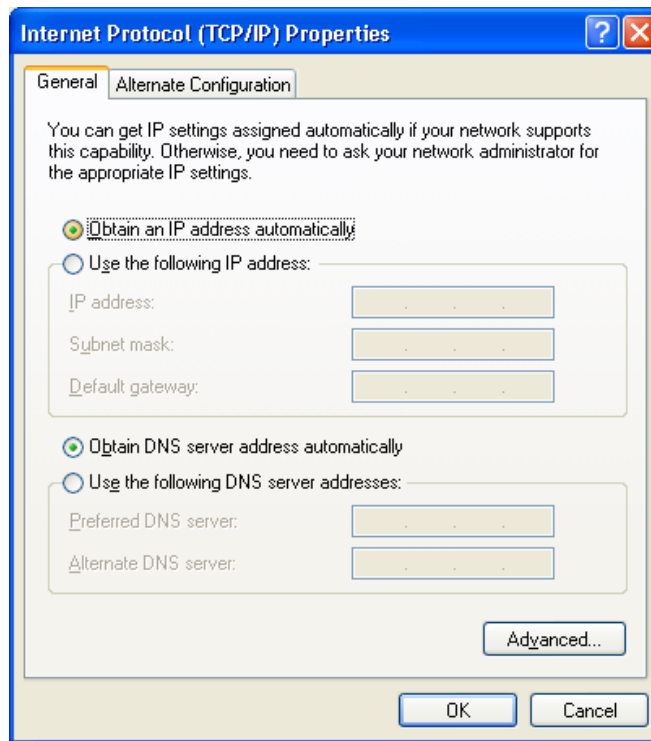 Internet Protocol (TCP/IP) Properties
General
Alternate Configuration
You can get IP settings assigned automatically if your network supports
this capability. Otherwise, you need to ask your network administrator for
the appropriate IP settings.
Obtain an IP address automatically
Use the following IP address:
IP address:
Subnet mask:
Default gateway:
Obtain DNS server address automatically
Use the following DNS server addresses:
Preferred DNS server:
Alternate DNS server:
Advanced...
OK
Cancel